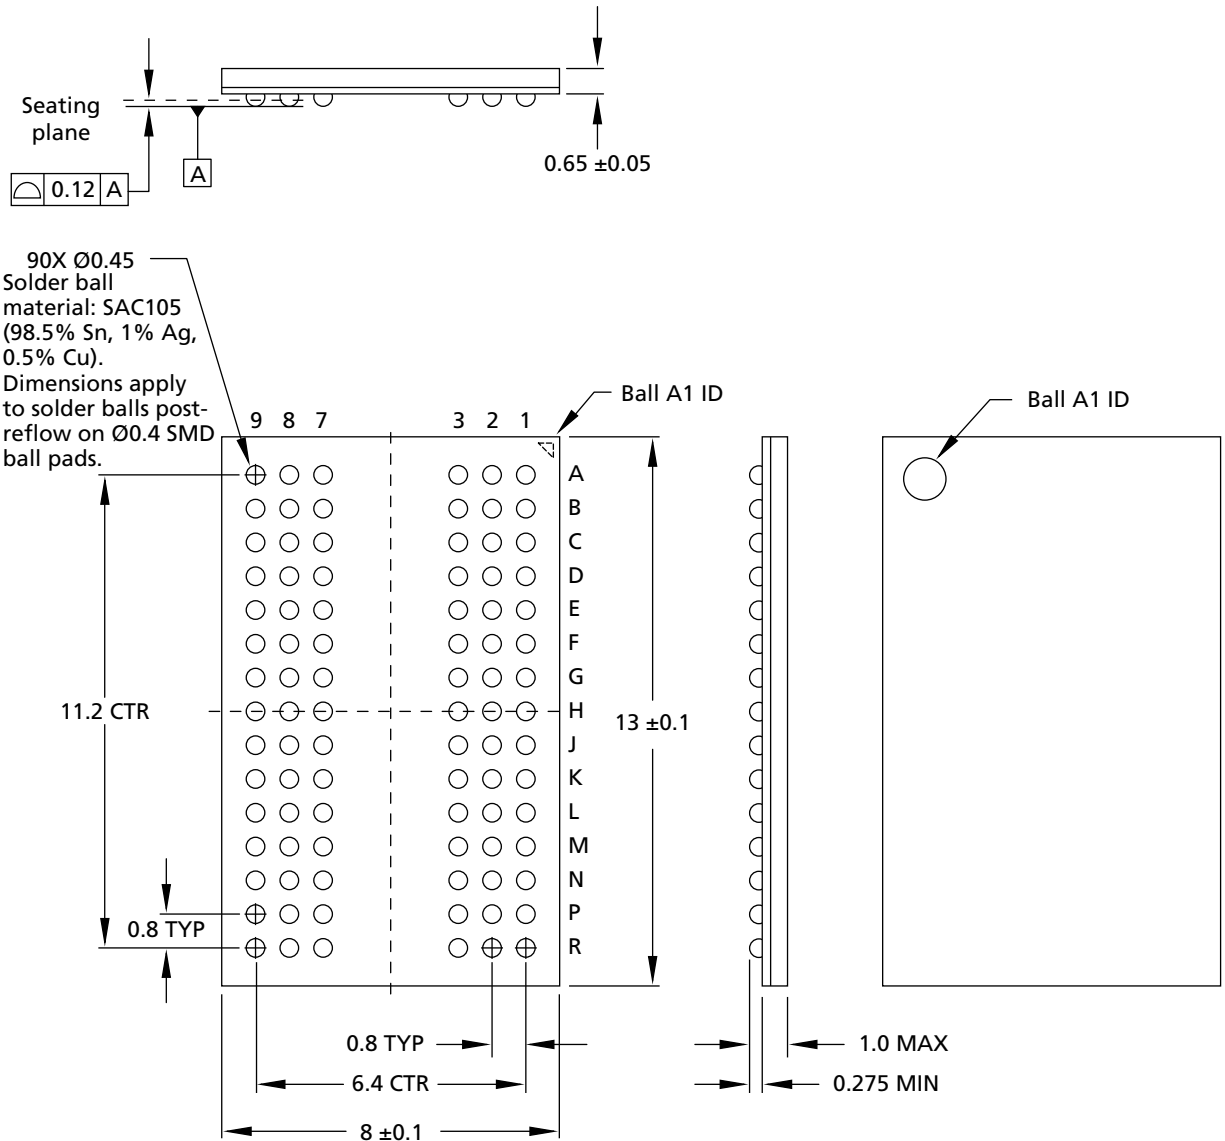 Seating
plane
A
0.12 A
0.65 ±0.05
90X Ø0.45
Solder ball
material: SAC105
(98.5% Sn, 1% Ag,
0.5% Cu).
Dimensions apply
to solder balls post-
reflow on Ø0.4 SMD
ball pads.
Ball A1 ID
Ball A1 ID
9 8 7 3 2 1
A
B
C
D
E
F
G
H
J
K
L
M
N
P
R
11.2 CTR
13 ±0.1
0.8 TYP
0.8 TYP
1.0 MAX
6.4 CTR
0.275 MIN
8 ±0.1